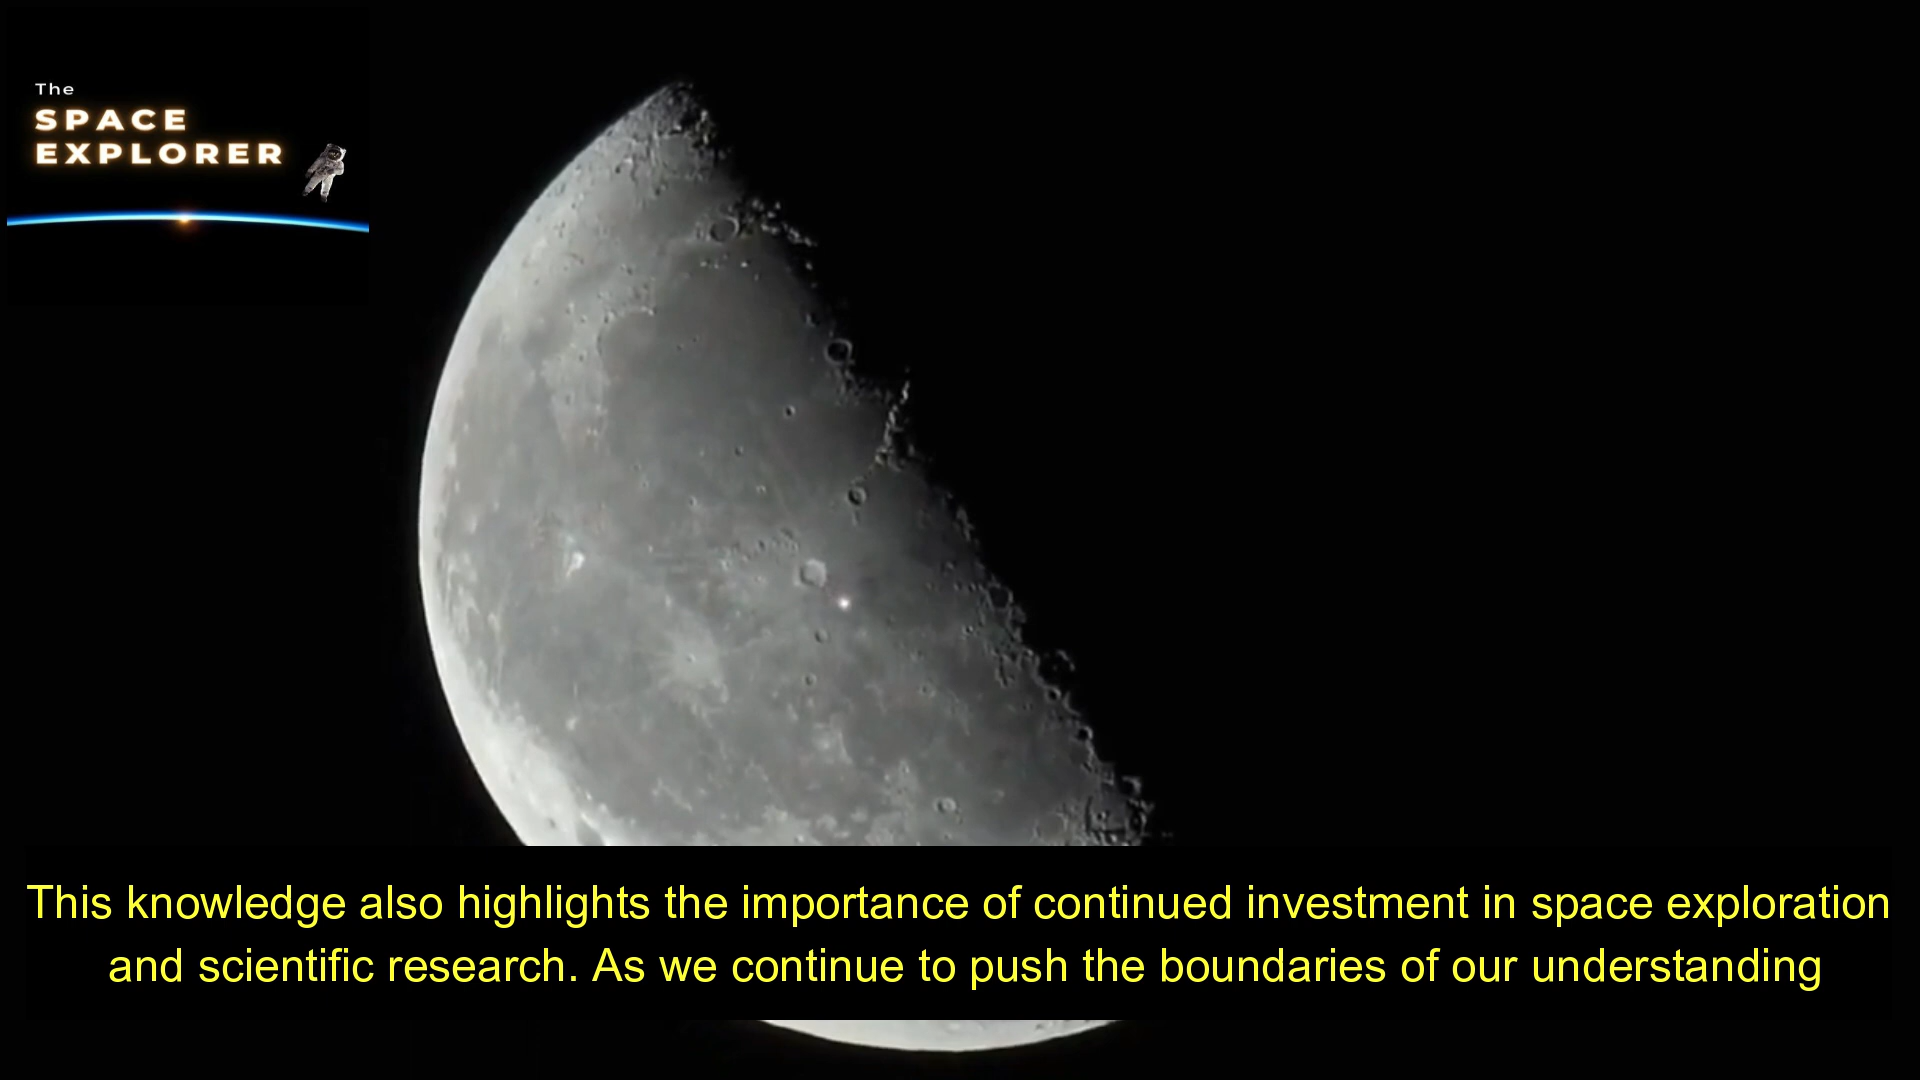 The
SPACE
EXPLORER
This knowledge also highlights the importance of continued investment in space exploration
and scientific research. As we continue to push the boundaries of our understanding